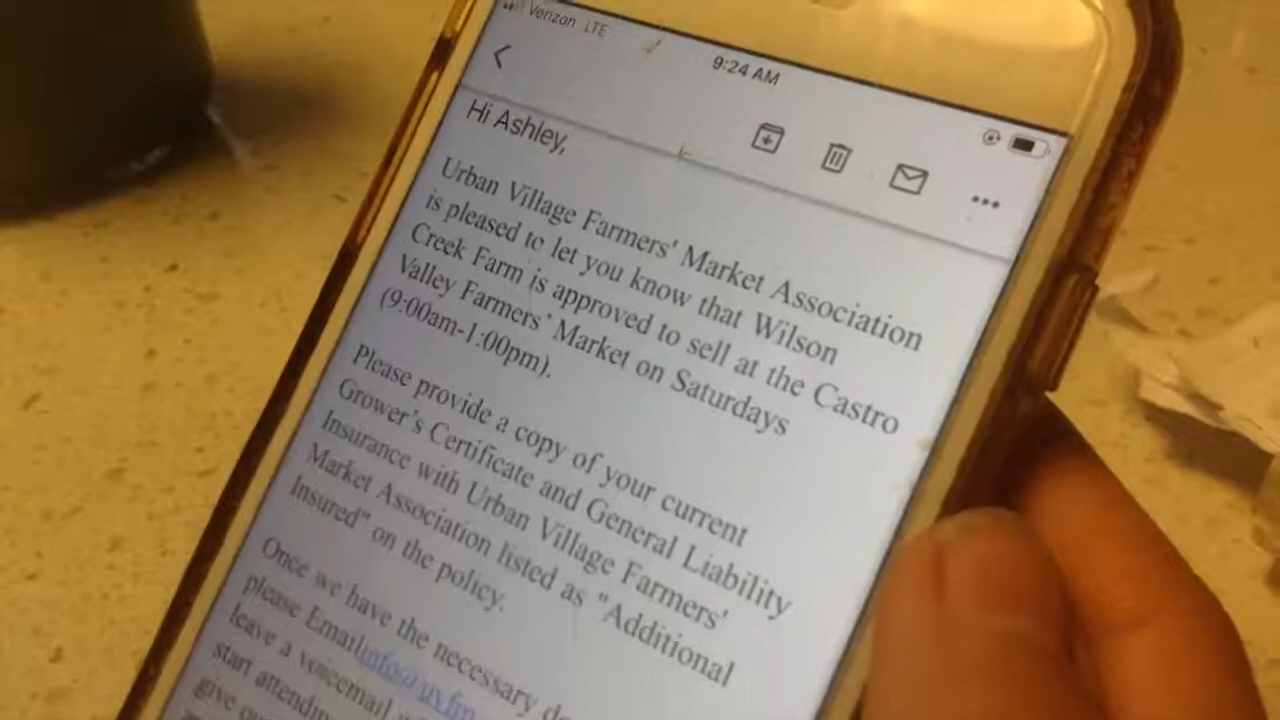 Verizon LTE
9:24 AM
Hi Ashley,
Urban Village Farmers' Market Association
is pleased to let you know that Wilson
Creek Farm is approved to sell at the Castro
Valley Farmers' Market on Saturdays
(9:00am-1:00pm).
Please provide a copy of your current
Grower's Certificate and General Liability
Insurance with Urban Village Farmers'
Market Association listed as "Additional
Insured" on the policy.
Once we have the necessary
please Email
leave a voicemail
start attending
give